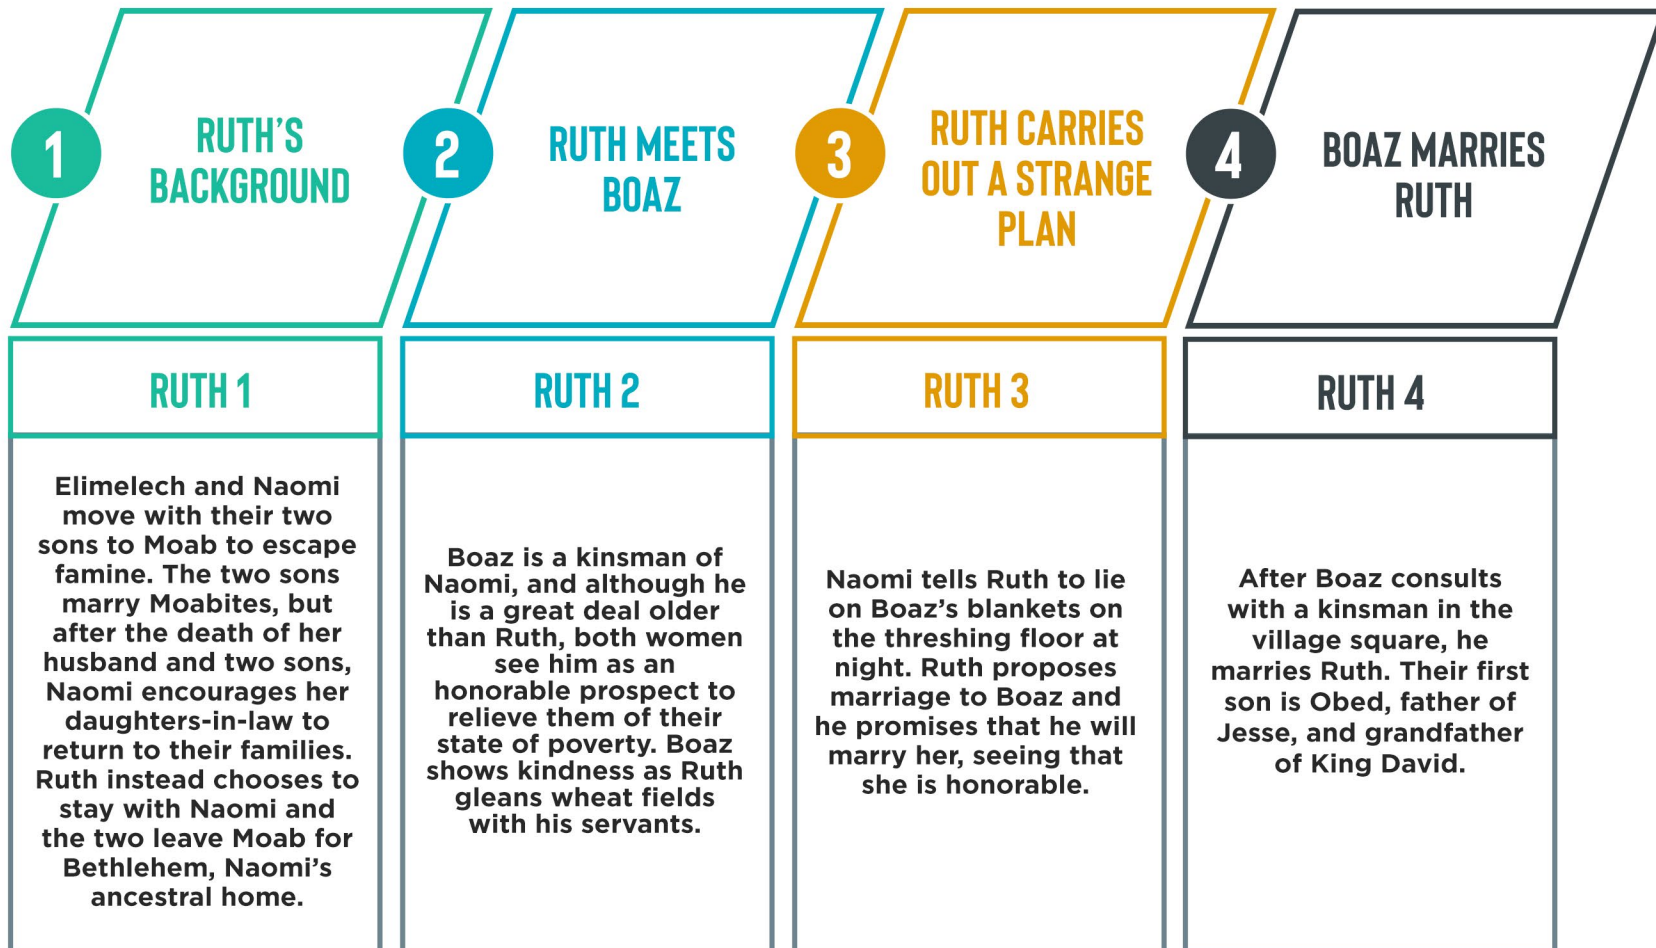 1
RUTH'S
BACKGROUND
2
RUTH MEETS
BOAZ
3
RUTH CARRIES
OUT A STRANGE
PLAN
4
BOAZ MARRIES
RUTH
RUTH 1
Elimelech and Naomi
move with their two
sons to Moab to escape
famine. The two sons
marry Moabites, but
after the death of her
husband and two sons,
Naomi encourages her
daughters-in-law to
return to their families.
Ruth instead chooses to
stay with Naomi and
the two leave Moab for
Bethlehem, Naomi's
ancestral home.
RUTH 2
Boaz is a kinsman of
Naomi, and although he
is a great deal older
than Ruth, both women
see him as an
honorable prospect to
relieve them of their
state of poverty. Boaz
shows kindness as Ruth
gleans wheat fields
with his servants.
RUTH 3
Naomi tells Ruth to lie
on Boaz's blankets on
the threshing floor at
night. Ruth proposes
marriage to Boaz and
he promises that he will
marry her, seeing that
she is honorable.
RUTH 4
After Boaz consults
with a kinsman in the
village square, he
marries Ruth. Their first
son is Obed, father of
Jesse, and grandfather
of King David.